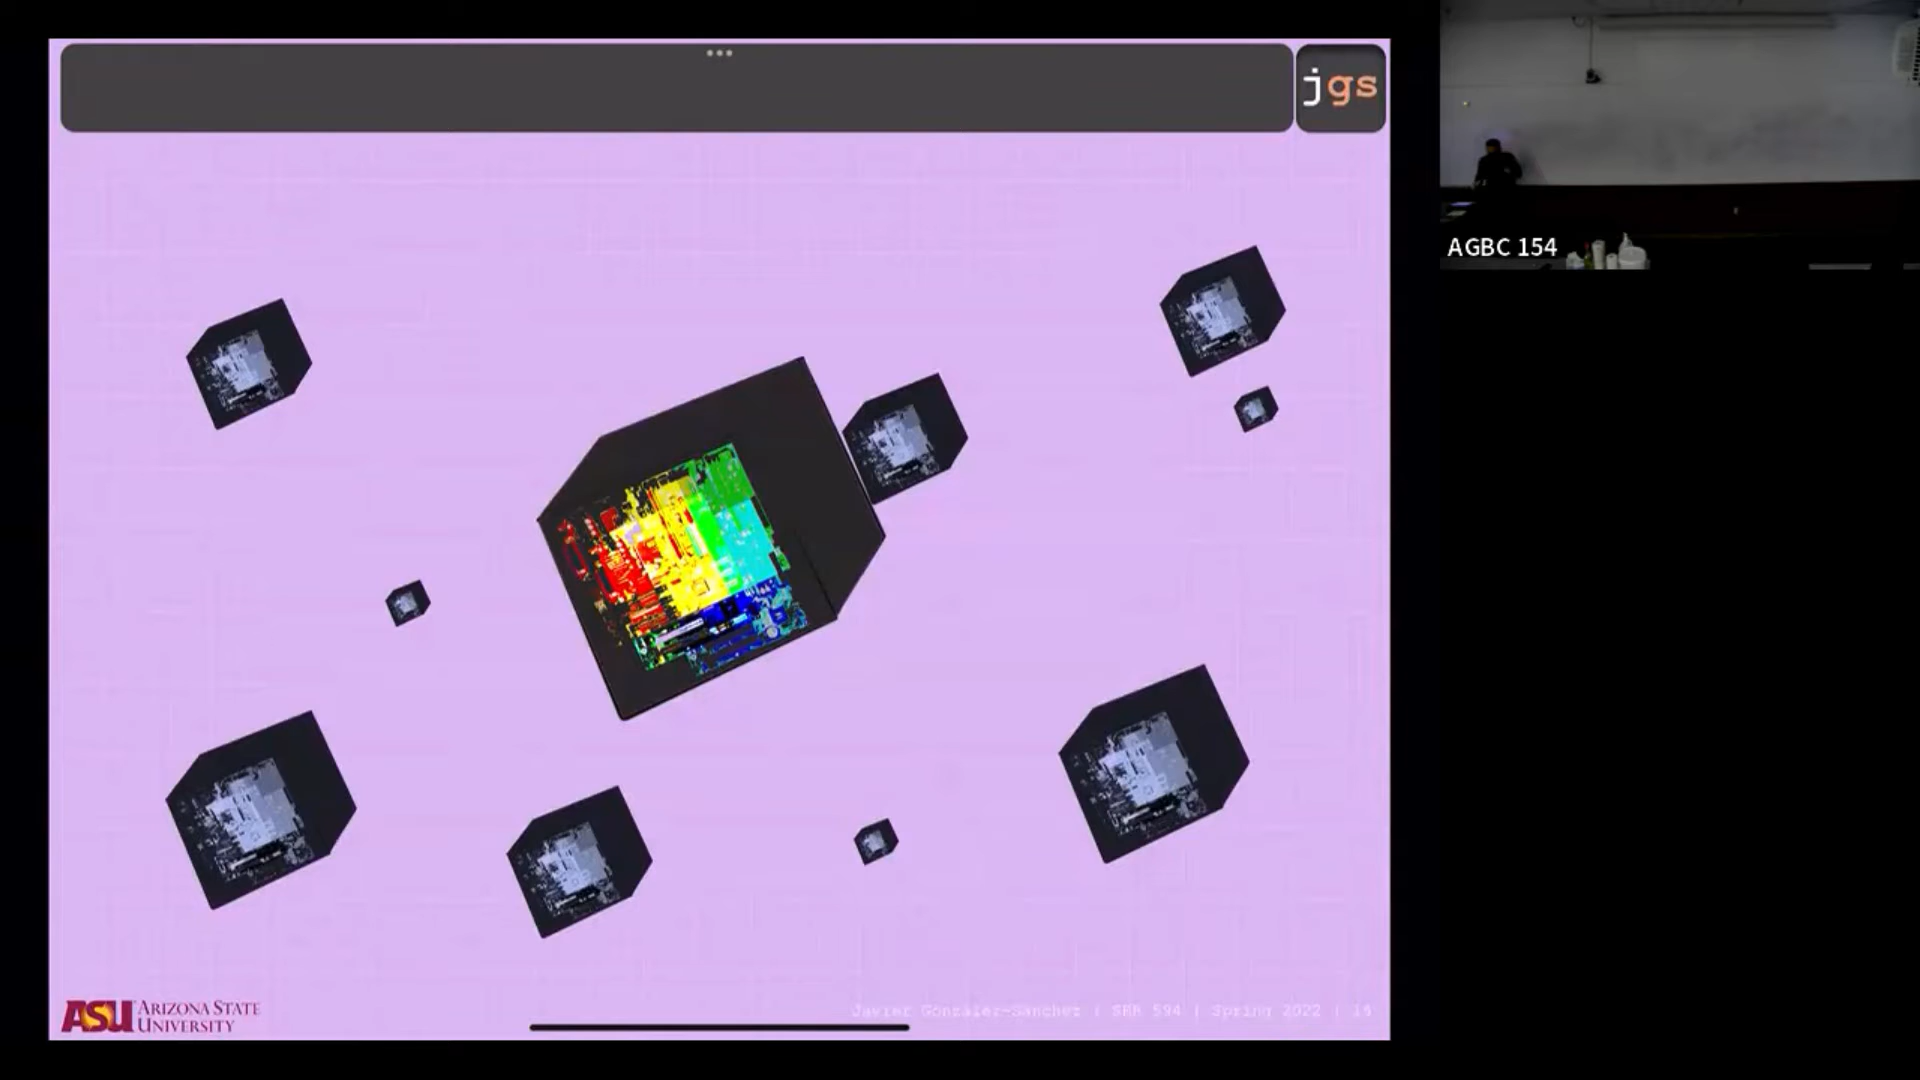 jgs
AGBC 154
ASU ARIZONA STATE
UNIVERSITY
Javier Gonzalez-Sanchez | SER 594 | Spring 2022 | 14